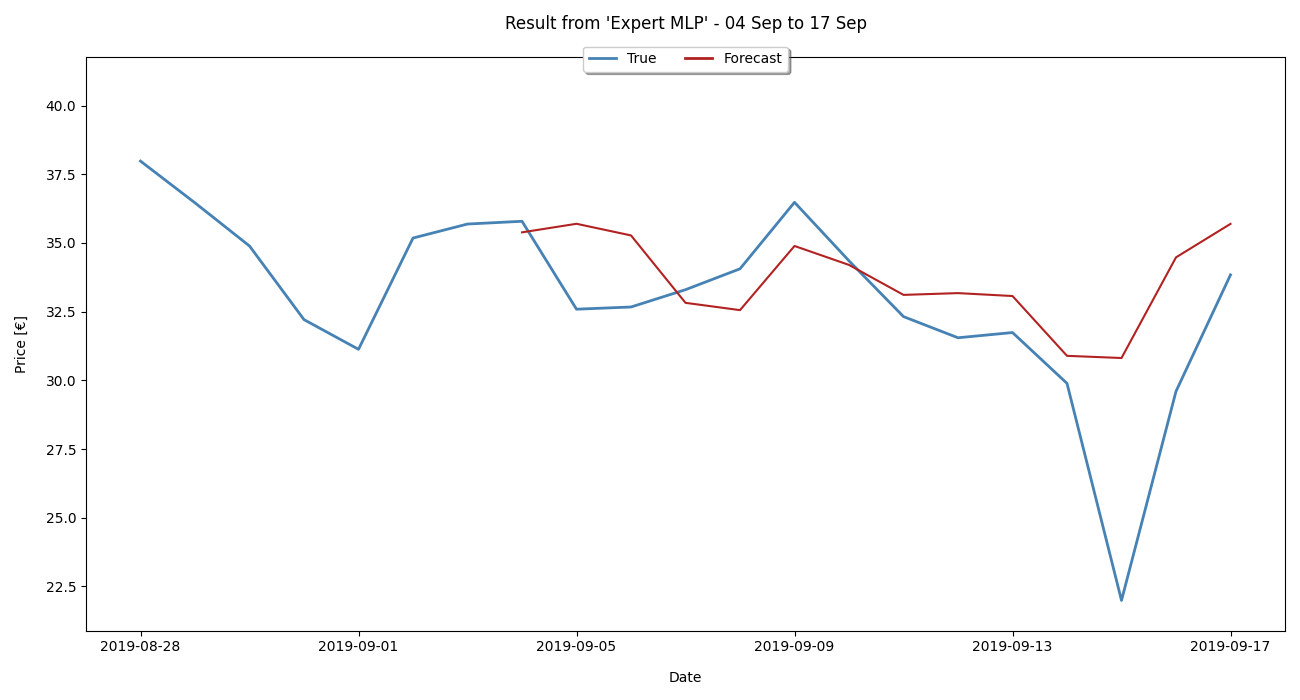 Result from 'Expert MLP' - 04 Sep to 17 Sep
True Forecast
Price [€]
40.0
37.5
35.0
32.5
30.0
27.5
25.0
22.5
2019-08-28 2019-09-01 2019-09-05 2019-09-09 2019-09-13 2019-09-17
Date